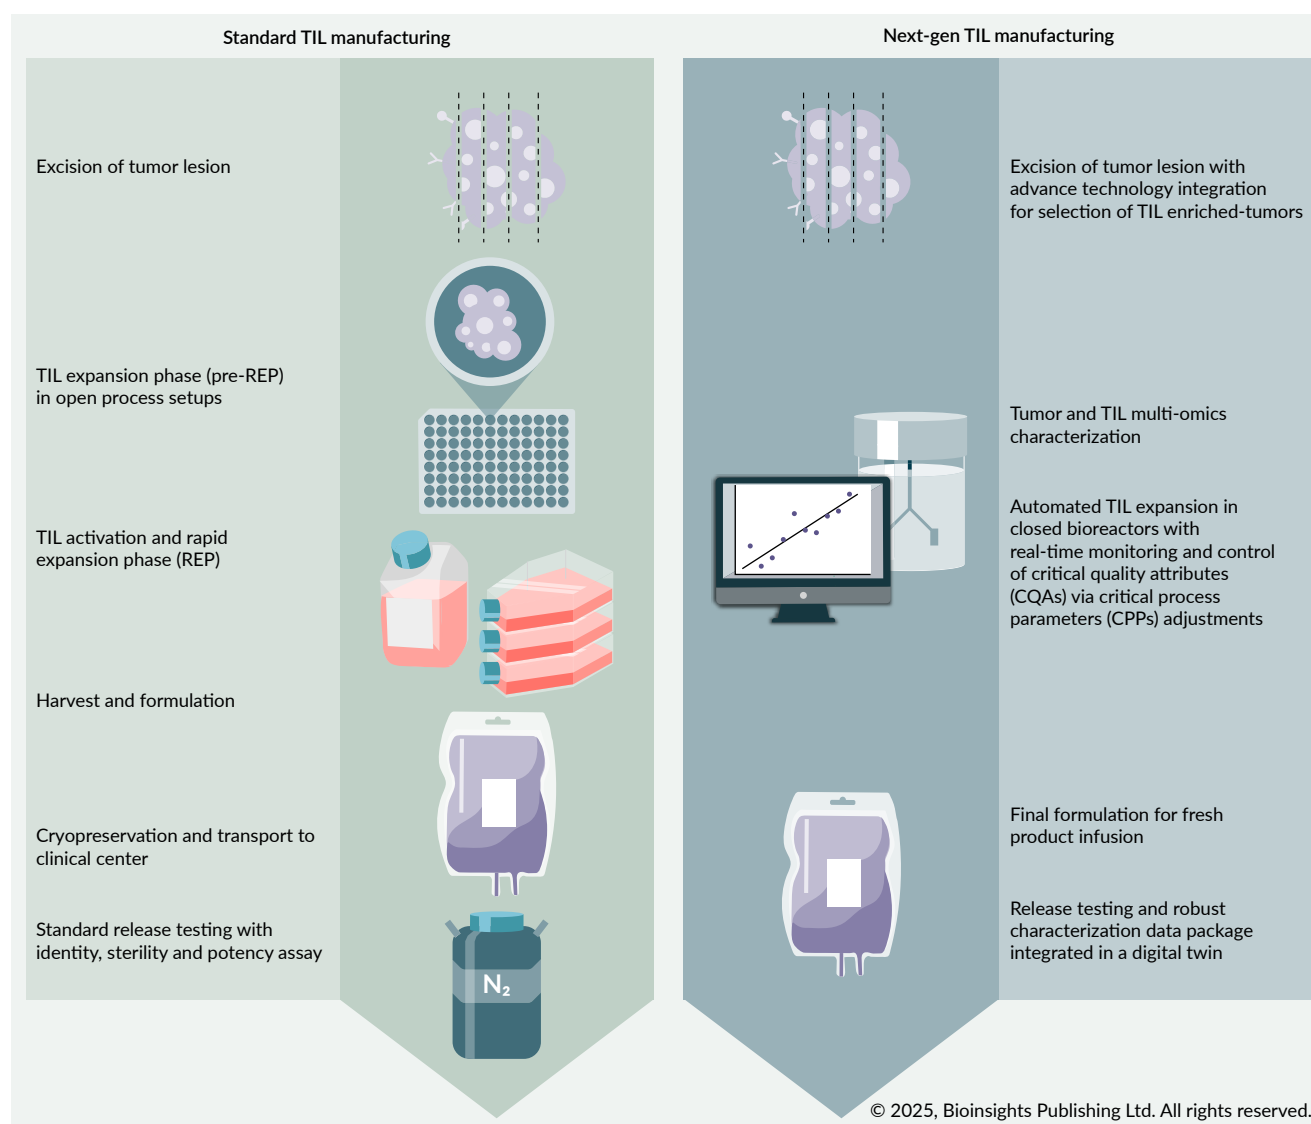 Standard TIL manufacturing
Excision of tumor lesion
TIL expansion phase (pre-REP)
in open process setups
TIL activation and rapid
expansion phase (REP)
Harvest and formulation
Cryopreservation and transport to
clinical center
Standard release testing with
identity, sterility and potency assay
N₂
Next-gen TIL manufacturing
Excision of tumor lesion with
advance technology integration
for selection of TIL enriched-tumors
Tumor and TIL multi-omics
characterization
Automated TIL expansion in
closed bioreactors with
real-time monitoring and control
of critical quality attributes
(CQAs) via critical process
parameters (CPPs) adjustments
Final formulation for fresh
product infusion
Release testing and robust
characterization data package
integrated in a digital twin
© 2025, Bioinsights Publishing Ltd. All rights reserved.